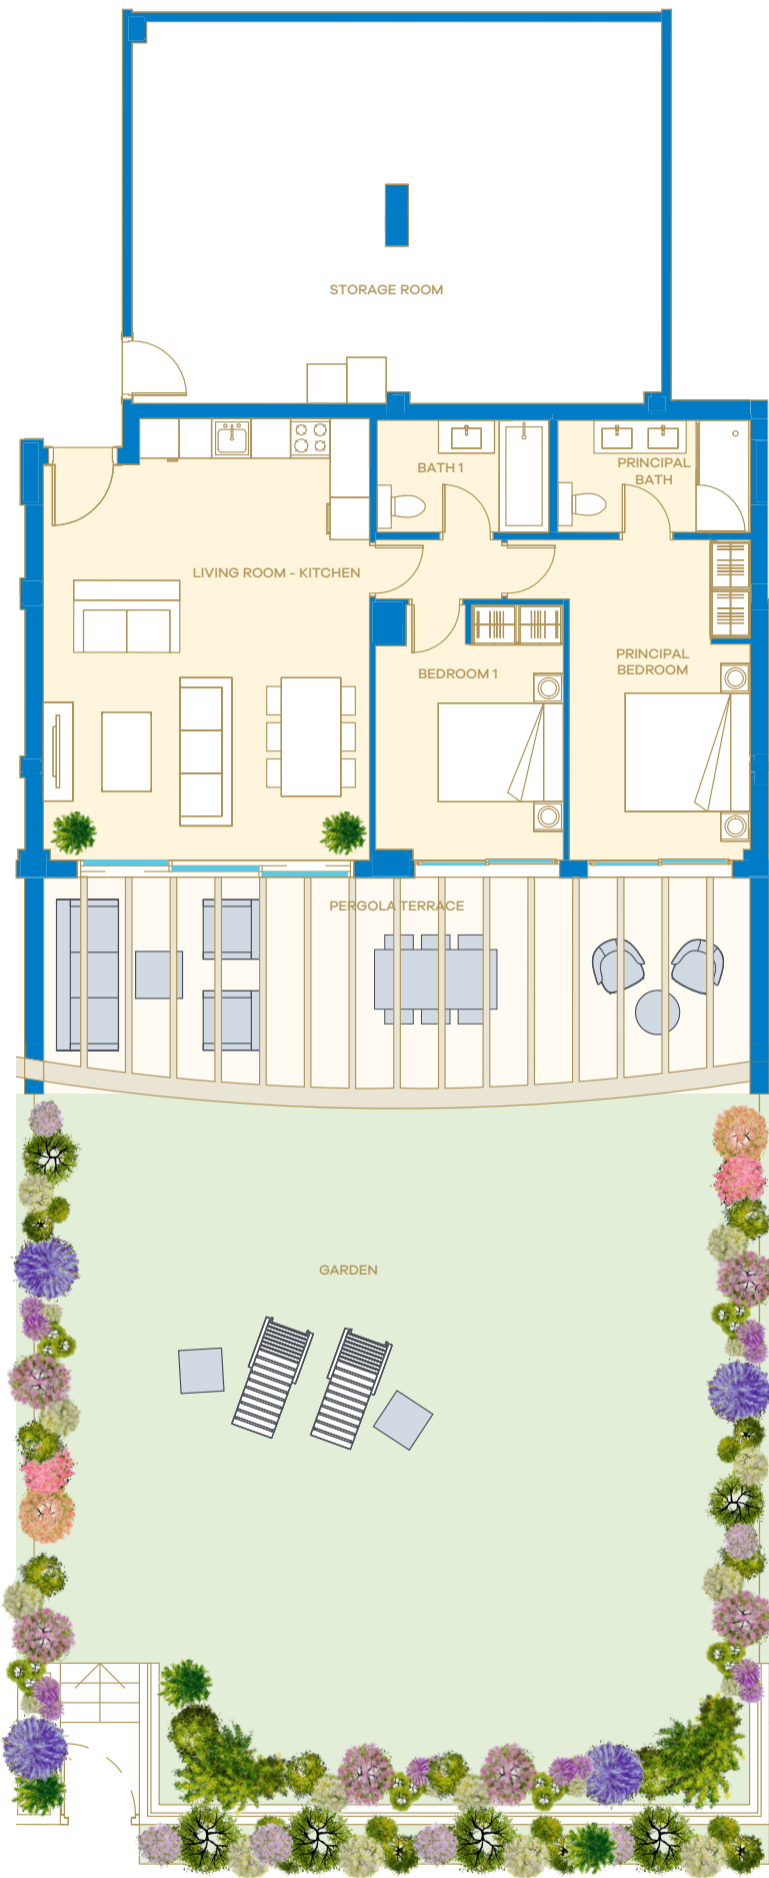 STORAGE ROOM
BATH 1
PRINCIPAL
BATH
LIVING ROOM - KITCHEN
BEDROOM 1
PRINCIPAL
BEDROOM
PERGOLA TERRACE
GARDEN